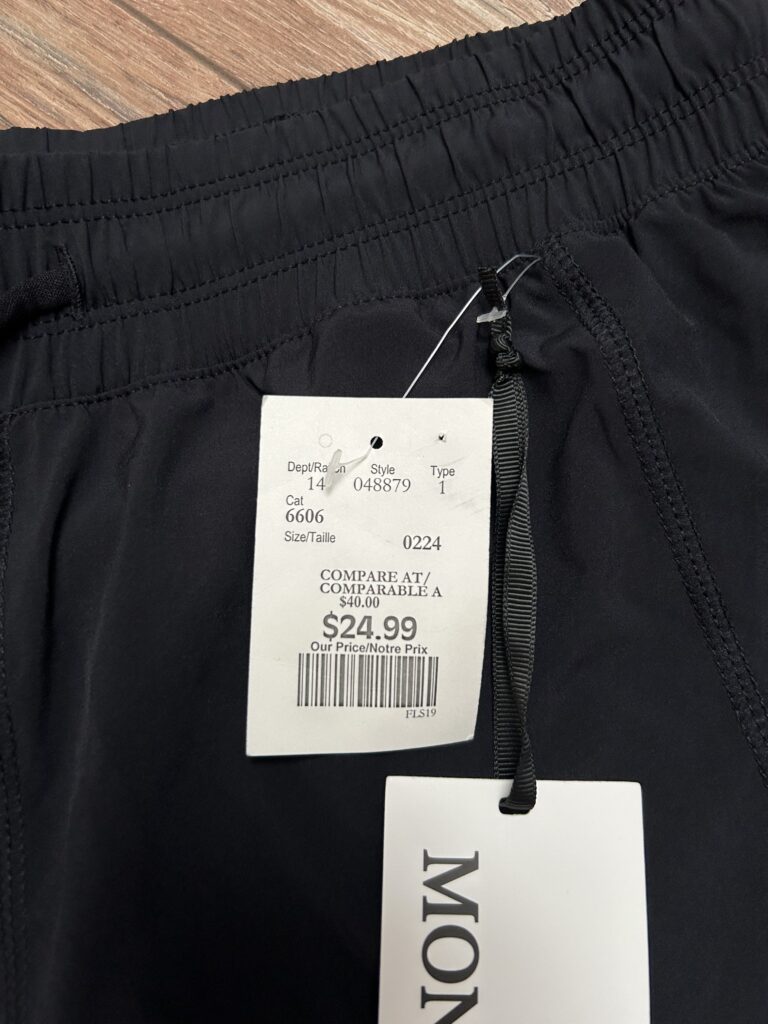 Dept/Rayon Style Type
14 048879 1
Cat
6606
Size/Taille 0224
COMPARE AT/
COMPARABLE A
$40.00
$24.99
Our Price/Notre Prix
FLS19
MON